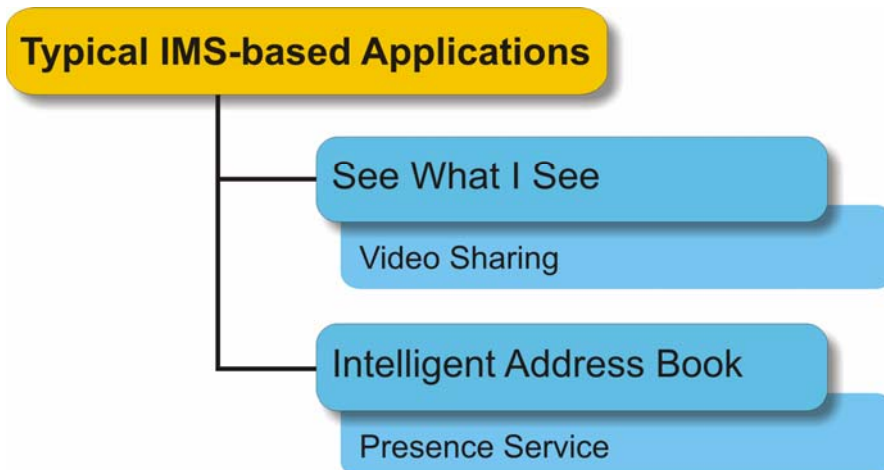 Typical IMS-based Applications
See What I See
Video Sharing
Intelligent Address Book
Presence Service